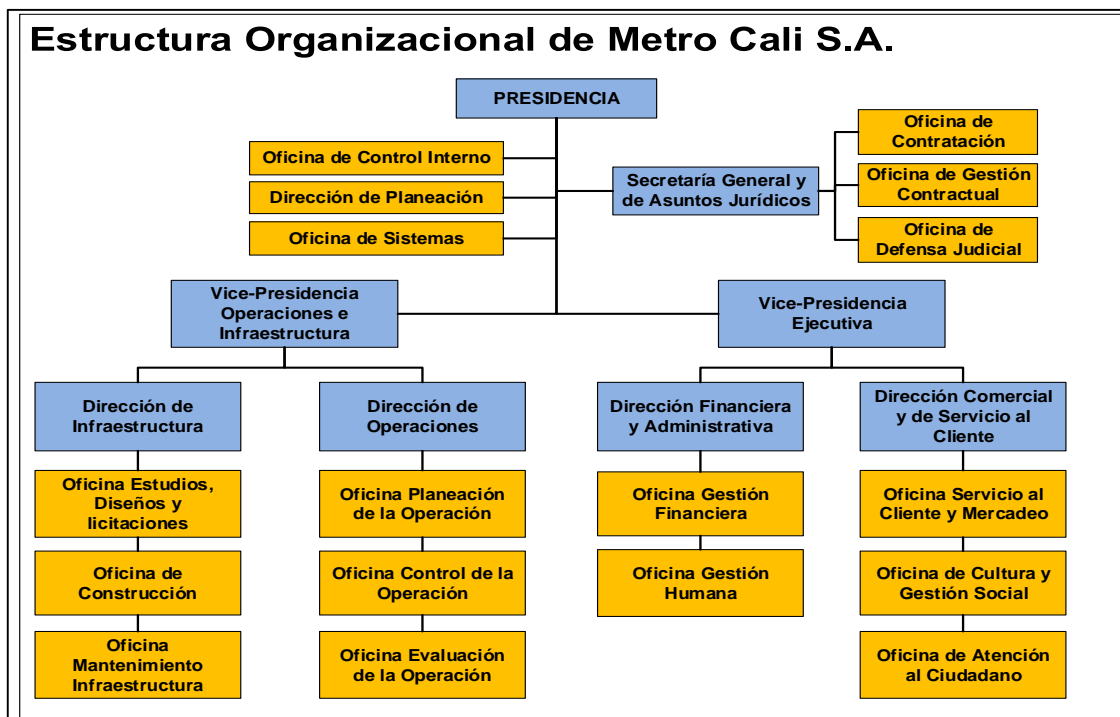 Estructura Organizacional de Metro Cali S.A.
PRESIDENCIA
Oficina de Control Interno
Dirección de Planeación
Oficina de Sistemas
Secretaría General y
de Asuntos Jurídicos
Oficina de
Contratación
Oficina de Gestión
Contractual
Oficina de
Defensa Judicial
Vice-Presidencia
Operaciones e
Infraestructura
Vice-Presidencia
Ejecutiva
Dirección de
Infraestructura
Dirección de
Operaciones
Dirección Financiera
y Administrativa
Dirección Comercial
y de Servicio al
Cliente
Oficina Estudios,
Diseños y
licitaciones
Oficina Planeación
de la Operación
Oficina Gestión
Financiera
Oficina Servicio al
Cliente y Mercadeo
Oficina de
Construcción
Oficina Control de la
Operación
Oficina Gestión
Humana
Oficina de Cultura y
Gestión Social
Oficina
Mantenimiento
Infraestructura
Oficina Evaluación
de la Operación
Oficina de Atención
al Ciudadano